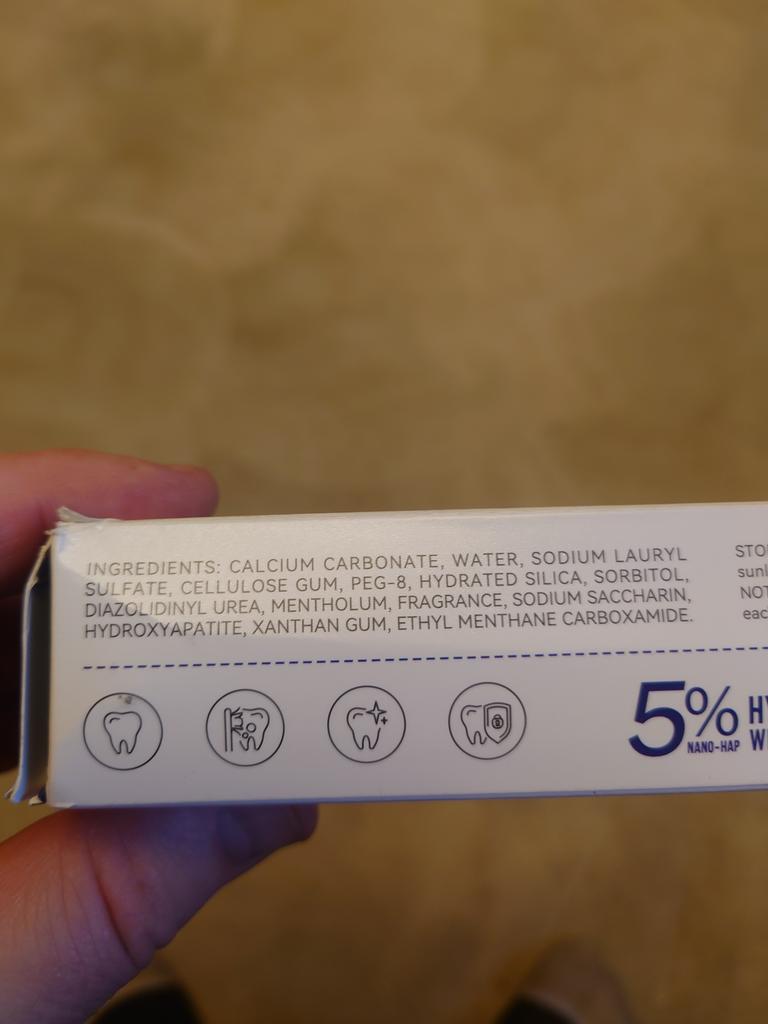 INGREDIENTS: CALCIUM CARBONATE, WATER, SODIUM LAURYL
SULFATE, CELLULOSE GUM, PEG-8, HYDRATED SILICA, SORBITOL,
DIAZOLIDINYL UREA, MENTHOLUM, FRAGRANCE, SODIUM SACCHARIN,
HYDROXYAPATITE, XANTHAN GUM, ETHYL MENTHANE CARBOXAMIDE.
NOT
5%
NANO-HAP